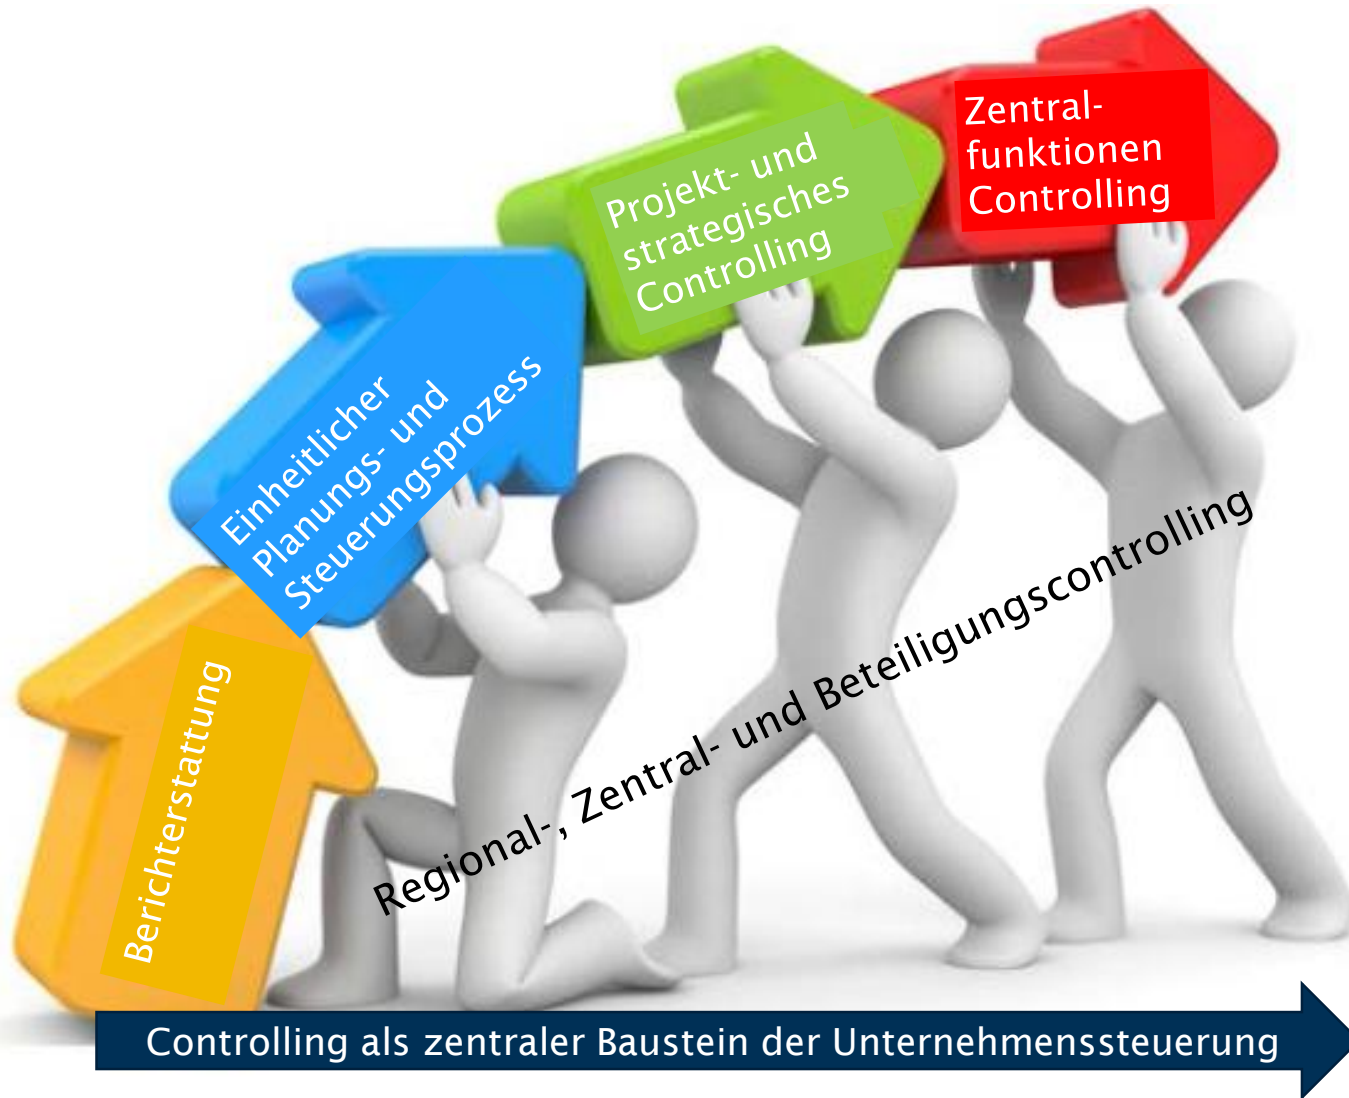 Zentral-
funktionen
Controlling
Projekt- und
strategisches
Controlling
Einheitlicher
Planungs- und
Steuerungsprozess
Berichterstattung
Regional-, Zentral- und Beteiligungscontrolling
Controlling als zentraler Baustein der Unternehmenssteuerung